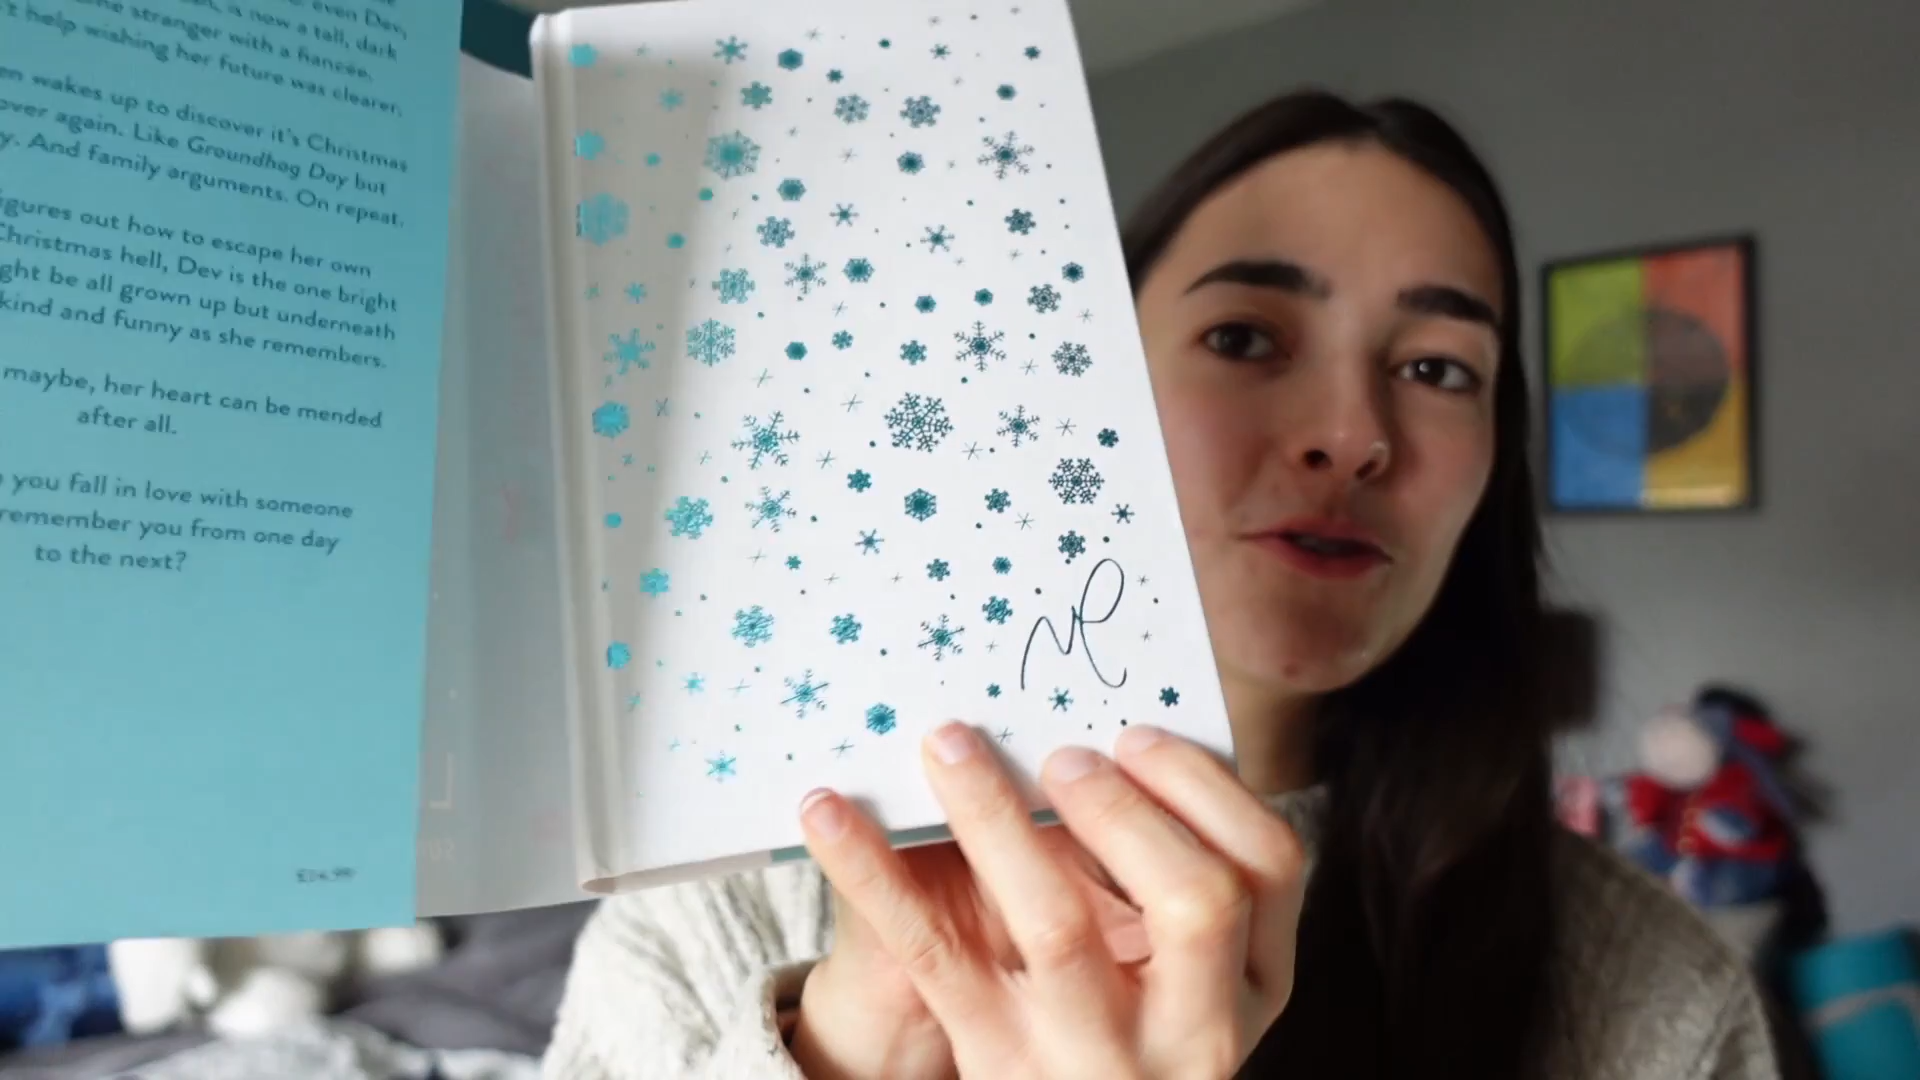 even Dev,
is now a tall, dark
stranger with a fiancée.
help wishing her future was clearer,
wakes up to discover it's Christmas
over again. Like Groundhog Day but
And family arguments. On repeat.
figures out how to escape her own
Christmas hell, Dev is the one bright
might be all grown up but underneath
kind and funny as she remembers.
maybe, her heart can be mended
after all.
you fall in love with someone
remember you from one day
to the next?